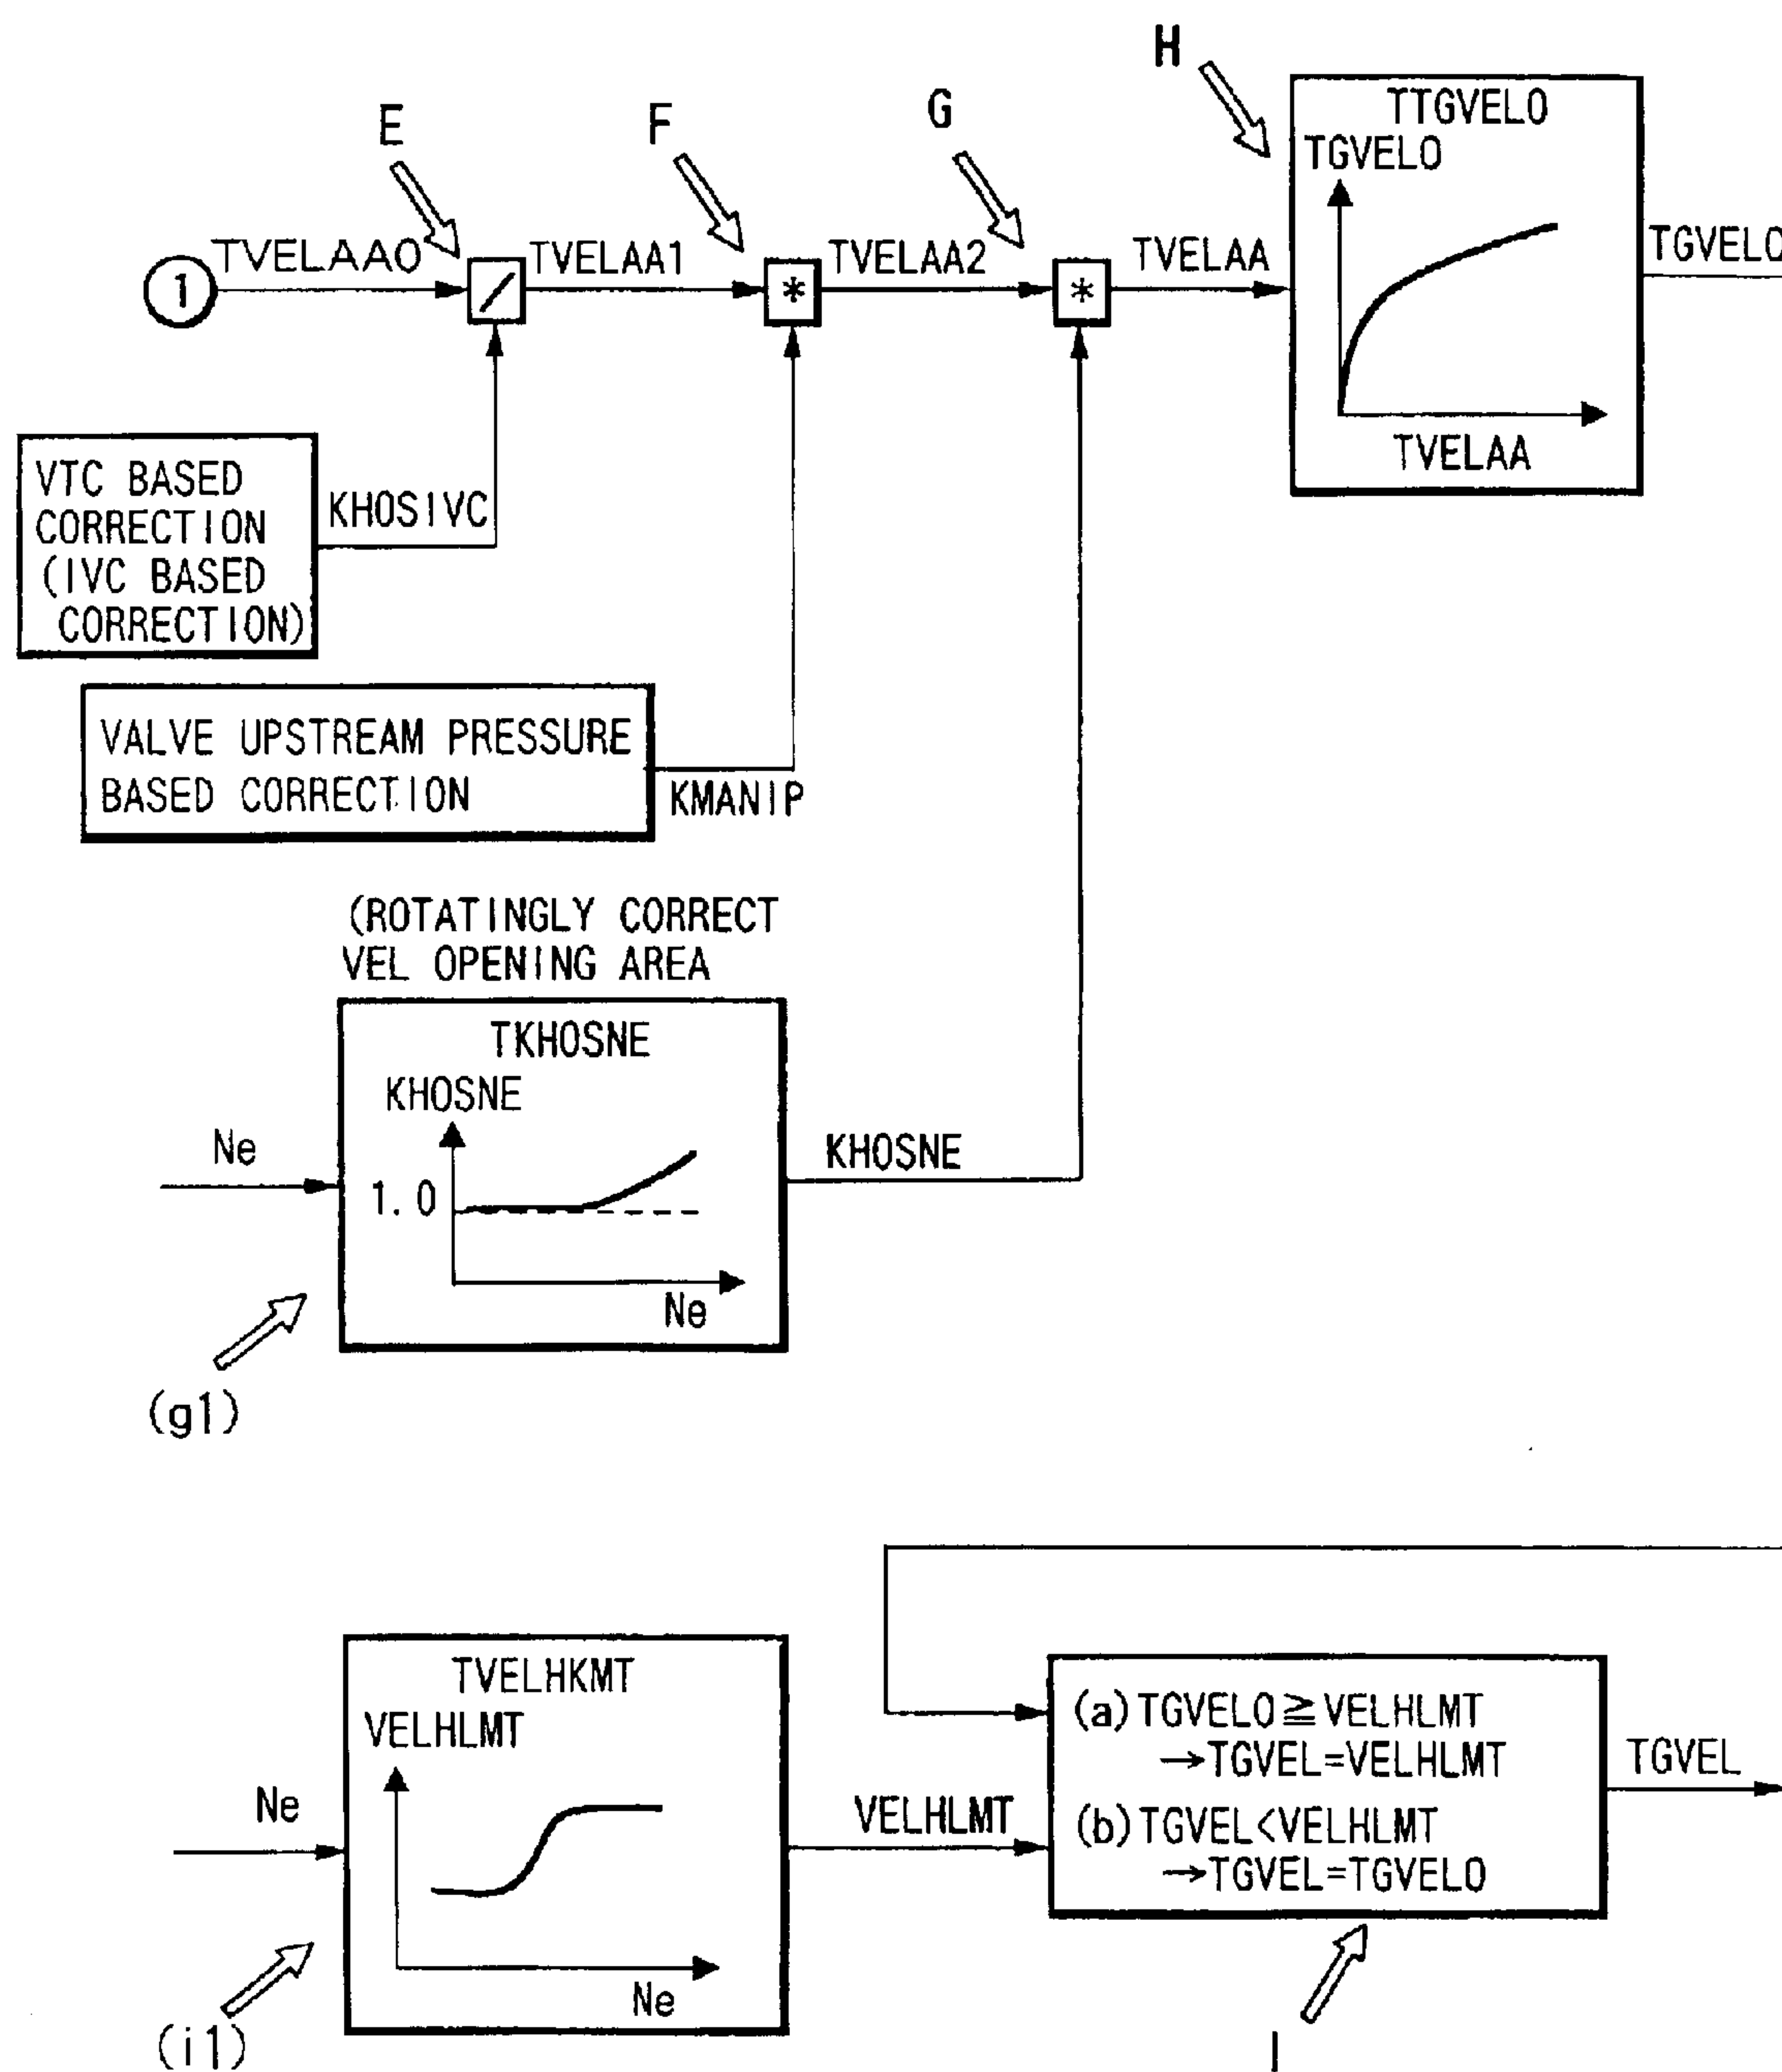 H
E
F
G
TTGVELO
TGVELO
TVELAA
1
TVELAA0
/
TVELAA1
*
TVELAA2
*
TVELAA
TGVELO
VTC BASED
CORRECTION
(IVC BASED
CORRECTION)
KHOSIVC
VALVE UPSTREAM PRESSURE
BASED CORRECTION
KMANIP
(ROTATINGLY CORRECT
VEL OPENING AREA
TKHOSNE
KHOSNE
1.0
Ne
Ne
KHOSNE
(g1)
TVELHKMT
VELHLMT
Ne
Ne
VELHLMT
(i1)
(a) TGVELO≧VELHLMT
→TGVEL=VELHLMT
(b) TGVEL<VELHLMT
→TGVEL=TGVELO
TGVEL
I